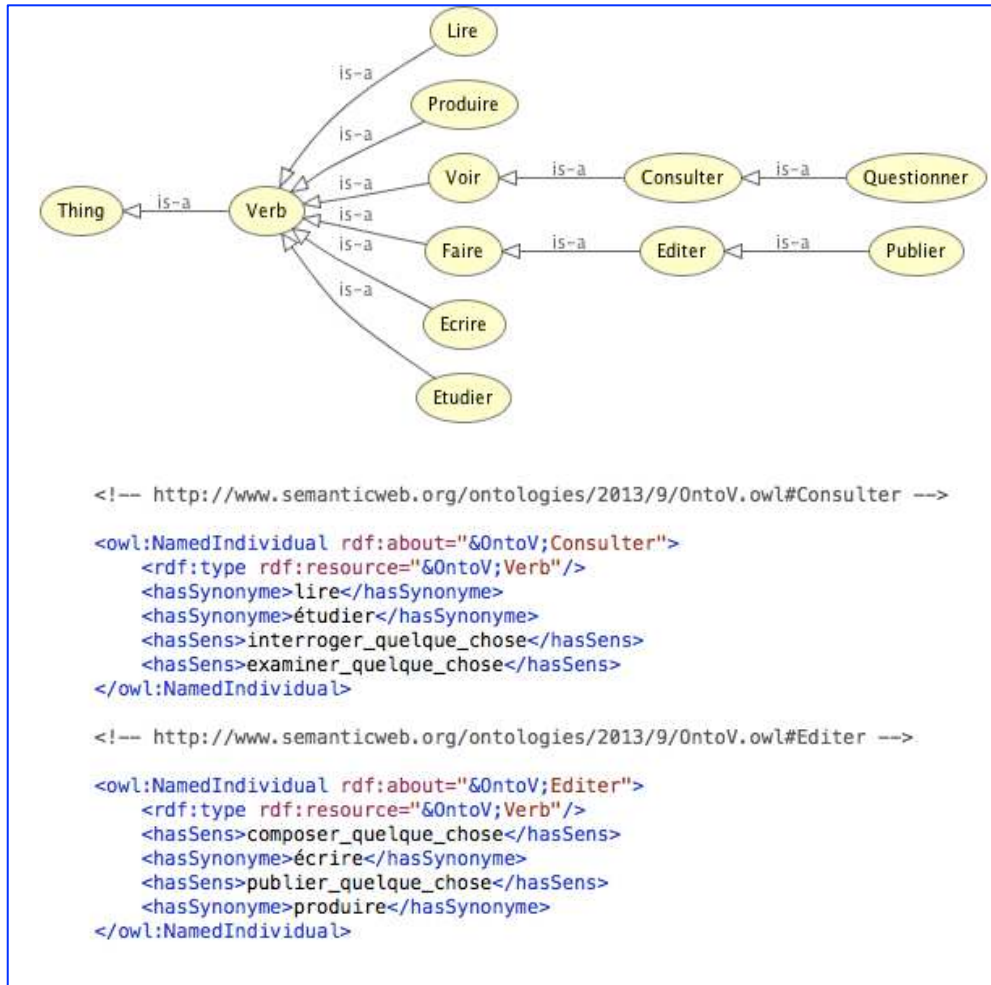 Lire
is-a
Produire
is-a
Voir
is-a
Consulter
is-a
Questionner
is-a
Thing
is-a
Verb
is-a
Faire
is-a
Editer
is-a
Publier
is-a
Ecrire
is-a
Etudier
<!-- http://www.semanticweb.org/ontologies/2013/9/OntoV.owl#Consulter -->
<owl:NamedIndividual rdf:about="&OntoV;Consulter">
<rdf:type rdf:resource="&OntoV;Verb"/>
<hasSynonyme>lire</hasSynonyme>
<hasSynonyme>étudier</hasSynonyme>
<hasSens>interroger_quelque_chose</hasSens>
<hasSens>examiner_quelque_chose</hasSens>
</owl:NamedIndividual>
<!-- http://www.semanticweb.org/ontologies/2013/9/OntoV.owl#Editer -->
<owl:NamedIndividual rdf:about="&OntoV;Editer">
<rdf:type rdf:resource="&OntoV;Verb"/>
<hasSens>composer_quelque_chose</hasSens>
<hasSynonyme>écrire</hasSynonyme>
<hasSens>publier_quelque_chose</hasSens>
<hasSynonyme>produire</hasSynonyme>
</owl:NamedIndividual>